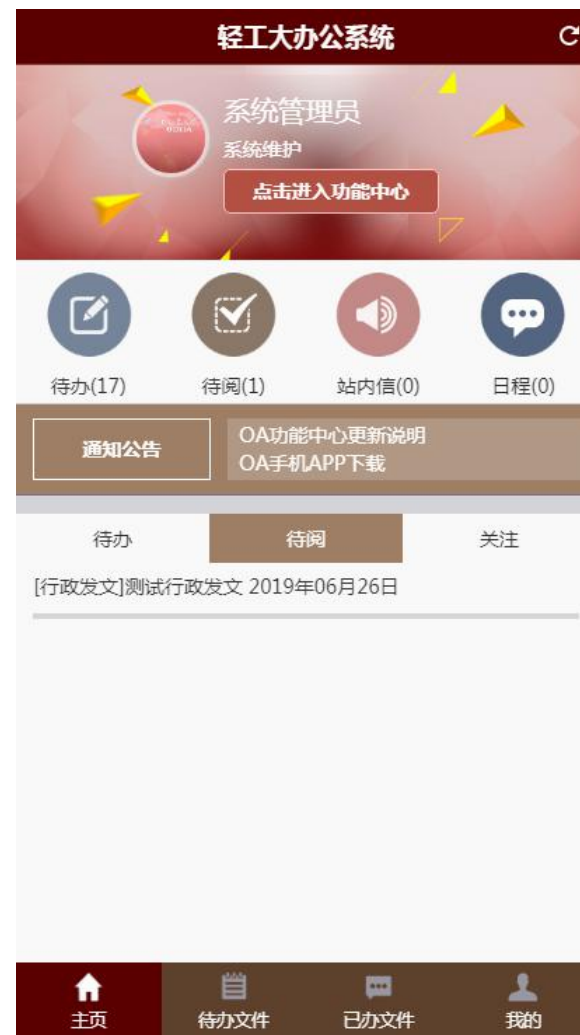 轻工大办公系统
系统管理员
系统维护
点击进入功能中心
待办(17) 待阅(1) 站内信(0) 日程(0)
通知公告
OA功能中心更新说明
OA手机APP下载
待办 待阅 关注
[行政发文]测试行政发文 2019年06月26日
主页 待办文件 已办文件 我的